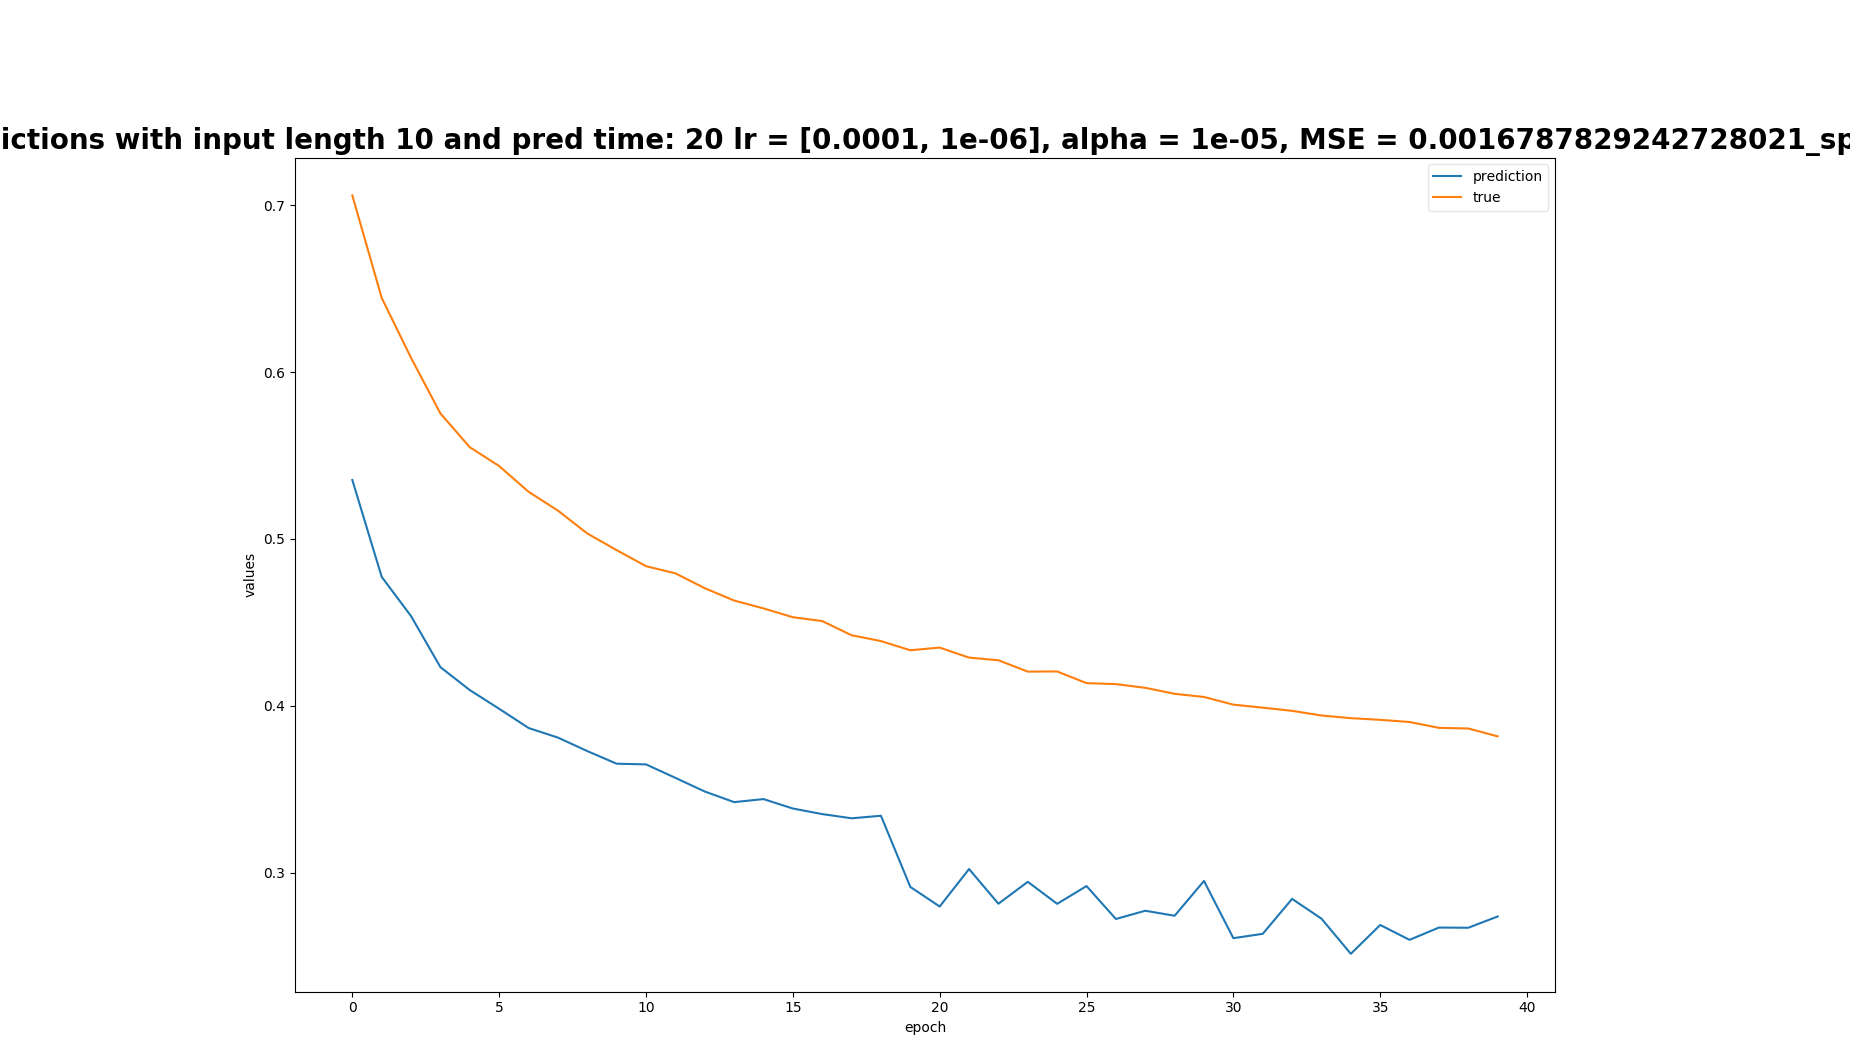 ictions with input length 10 and pred time: 20 lr = [0.0001, 1e-06], alpha = 1e-05, MSE = 0.0016787829242728021_sp
prediction
true
0.7
0.6
0.5
0.4
0.3
values
0
5
10
15
20
25
30
35
40
epoch